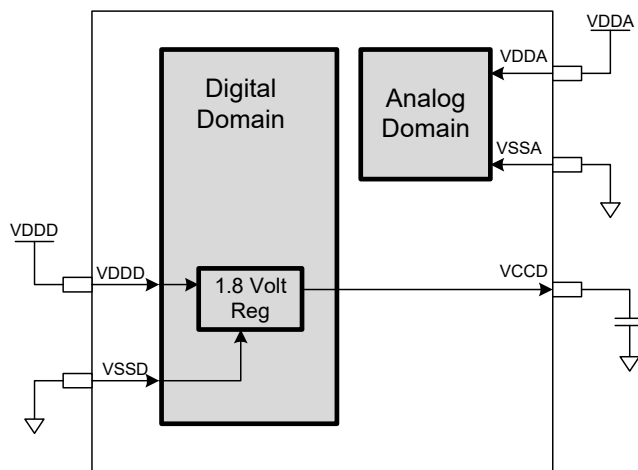 VDDA
VDDA
Digital
Domain
Analog
Domain
VSSA
VDDD
VDDD
VCCD
1.8 Volt
Reg
VSSD